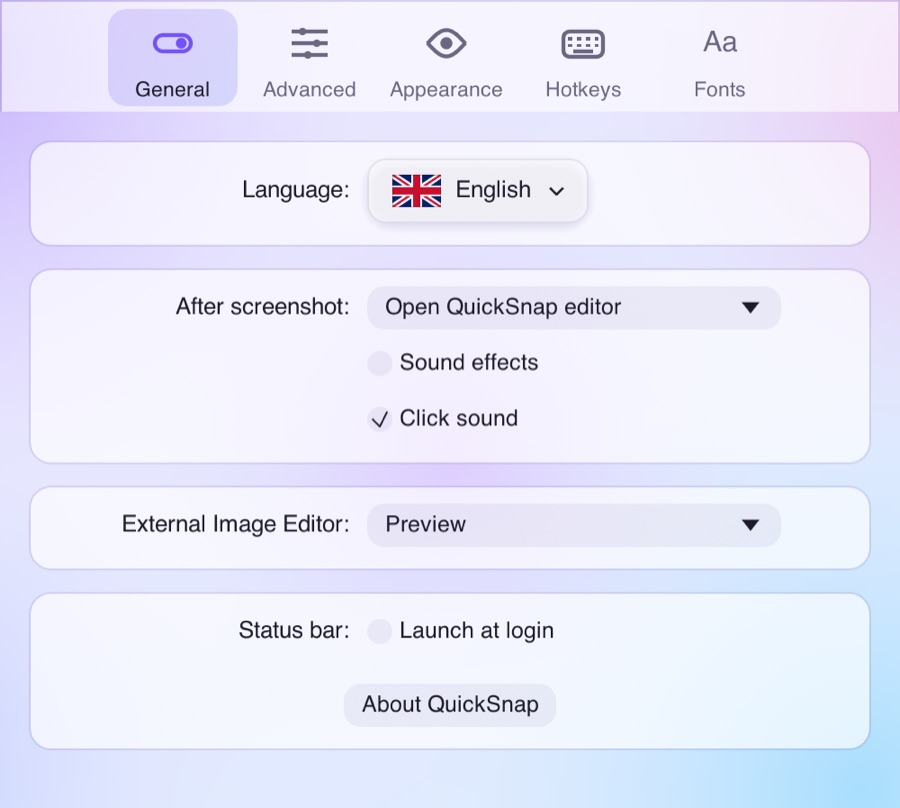 Aa
General Advanced Appearance Hotkeys Fonts
Language: English
After screenshot: Open QuickSnap editor
Sound effects
Click sound
External Image Editor: Preview
Status bar: Launch at login
About QuickSnap